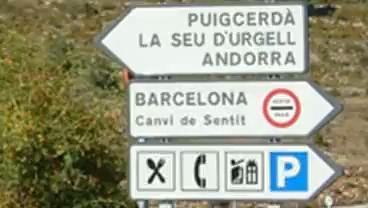 PUIGCERDÀ
LA SEU D'URGELL
ANDORRA
BARCELONA
Canvi de Sentit
P